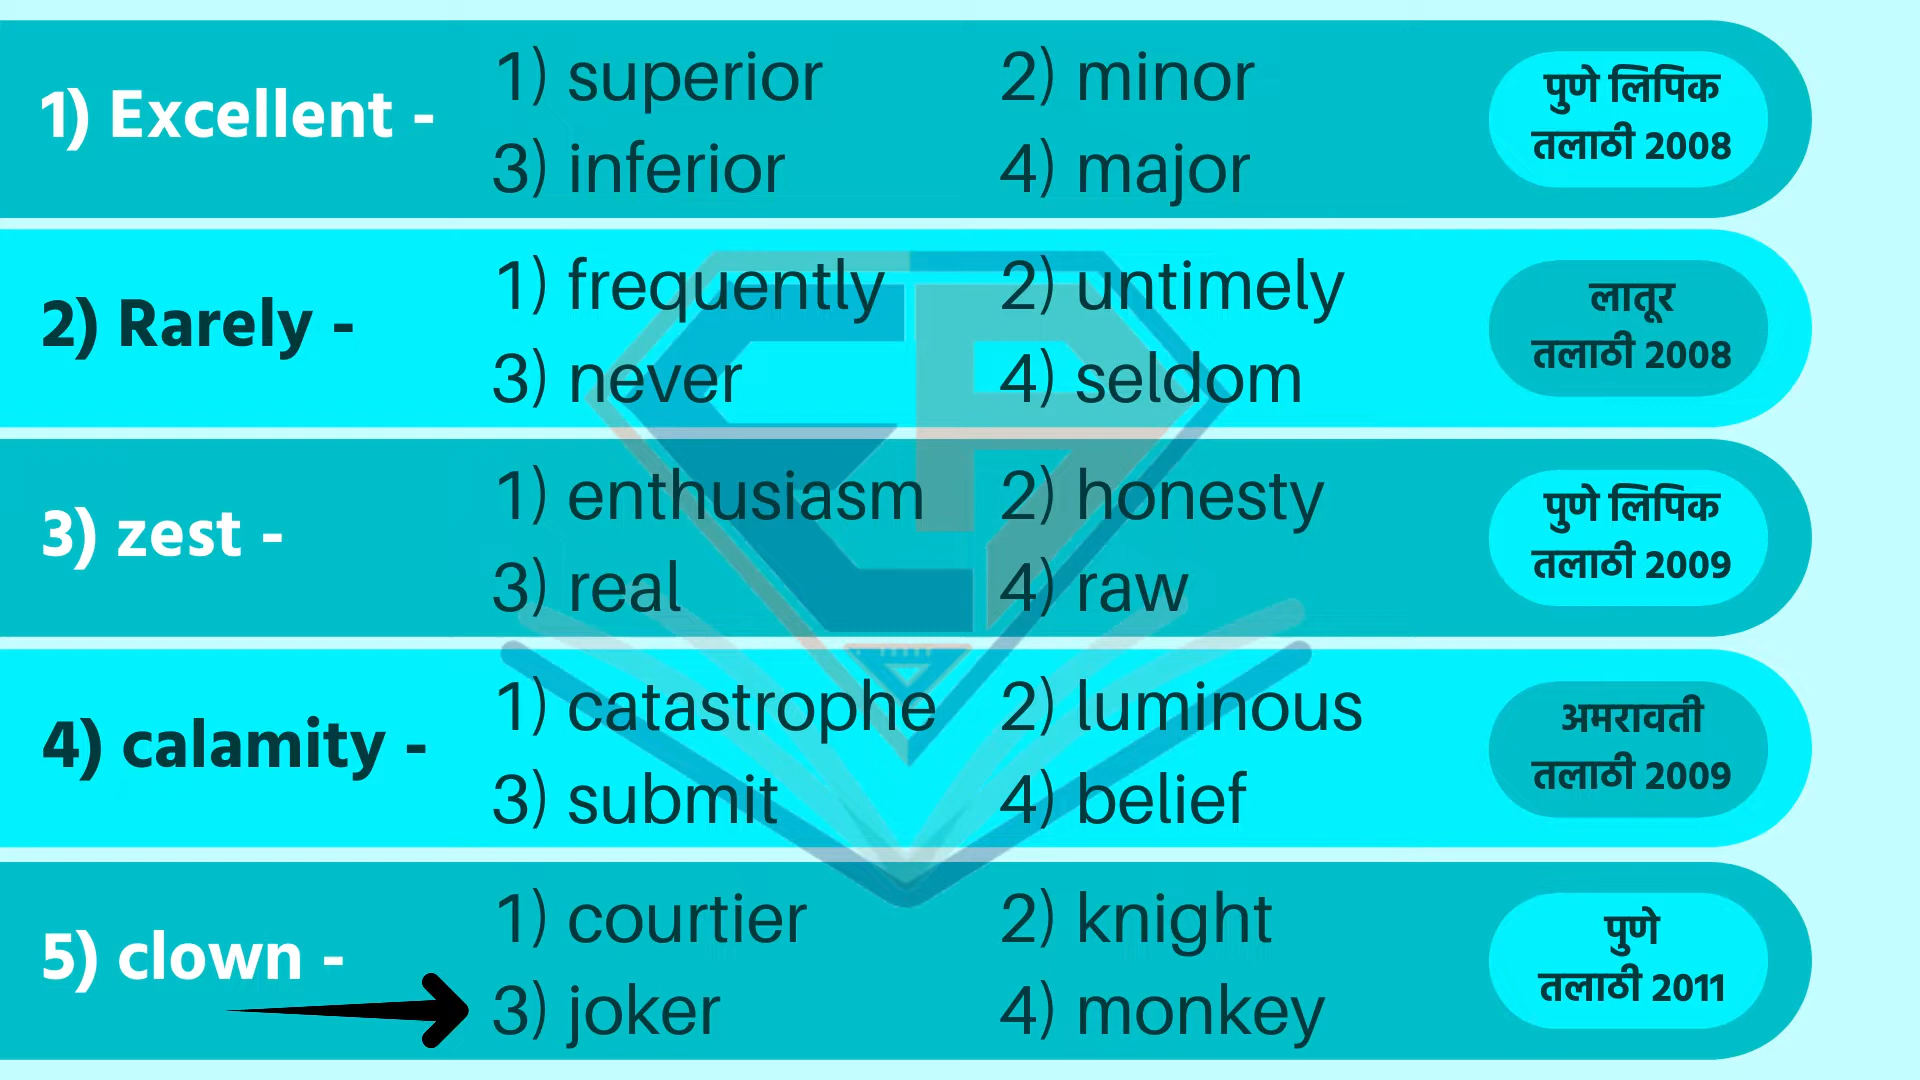 1) Excellent -
1) superior 2) minor
3) inferior 4) major
पुणे लिपिक
तलाठी 2008
2) Rarely -
1) frequently 2) untimely
3) never 4) seldom
लातूर
तलाठी 2008
3) zest -
1) enthusiasm 2) honesty
3) real 4) raw
पुणे लिपिक
तलाठी 2009
4) calamity -
1) catastrophe 2) luminous
3) submit 4) belief
अमरावती
तलाठी 2009
5) clown -
1) courtier 2) knight
3) joker 4) monkey
पुणे
तलाठी 2011